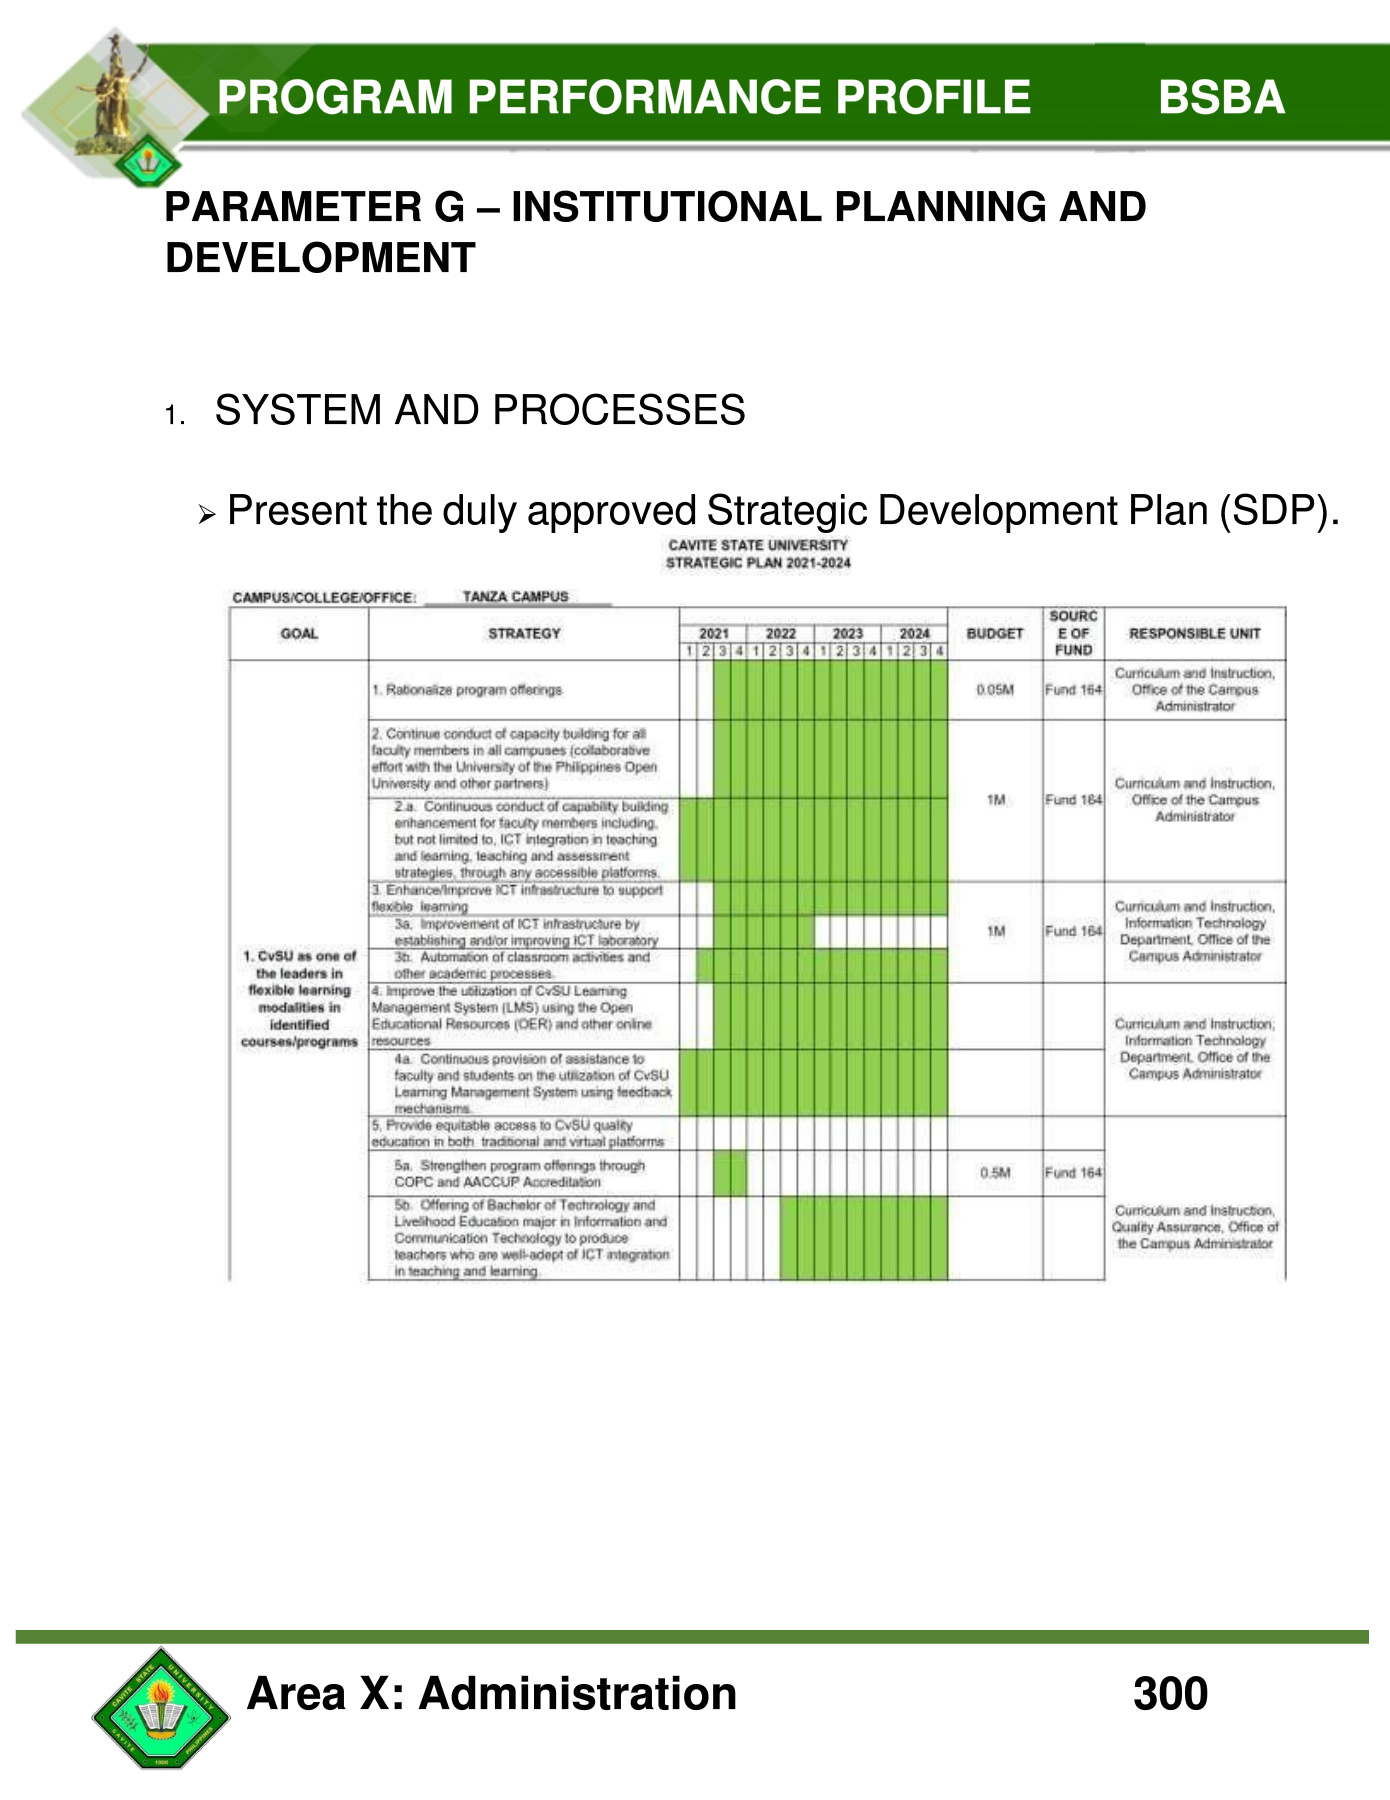 PROGRAM PERFORMANCE PROFILE BSBA
PARAMETER G – INSTITUTIONAL PLANNING AND
DEVELOPMENT
1. SYSTEM AND PROCESSES
➢ Present the duly approved Strategic Development Plan (SDP).
CAVITE STATE UNIVERSITY
STRATEGIC PLAN 2021-2024
CAMPUS/COLLEGE/OFFICE: TANZA CAMPUS
GOAL
STRATEGY
2021 2022 2023 2024
1 2 3 4 1 2 3 4 1 2 3 4 1 2 3 4
BUDGET
SOURC
E OF
FUND
RESPONSIBLE UNIT
1. CvSU as one of
the leaders in
flexible learning
modalities in
identified
courses/programs
1. Rationalize program offerings
0.05M
Fund 164
Curriculum and Instruction,
Office of the Campus
Administrator
2. Continue conduct of capacity building for all
faculty members in all campuses (collaborative
effort with the University of the Philippines Open
University and other partners)
2.a. Continuous conduct of capability building
enhancement for faculty members including,
but not limited to, ICT integration in teaching
and learning, teaching and assessment
strategies, through any accessible platforms.
1M
Fund 164
Curriculum and Instruction,
Office of the Campus
Administrator
3. Enhance/Improve ICT infrastructure to support
flexible learning
3a. Improvement of ICT infrastructure by
establishing and/or improving ICT laboratory
3b. Automation of classroom activities and
other academic processes.
1M
Fund 164
Curriculum and Instruction,
Information Technology
Department, Office of the
Campus Administrator
4. Improve the utilization of CvSU Learning
Management System (LMS) using the Open
Educational Resources (OER) and other online
resources
4a. Continuous provision of assistance to
faculty and students on the utilization of CvSU
Learning Management System using feedback
mechanisms.
Curriculum and Instruction,
Information Technology
Department, Office of the
Campus Administrator
5. Provide equitable access to CvSU quality
education in both traditional and virtual platforms
5a. Strengthen program offerings through
COPC and AACCUP Accreditation
0.5M
Fund 164
5b. Offering of Bachelor of Technology and
Livelihood Education major in Information and
Communication Technology to produce
teachers who are well-adept of ICT integration
in teaching and learning.
Curriculum and Instruction,
Quality Assurance, Office of
the Campus Administrator
CAVITE STATE UNIVERSITY
CAVITE 1906 PHILIPPINES
Area X: Administration 300